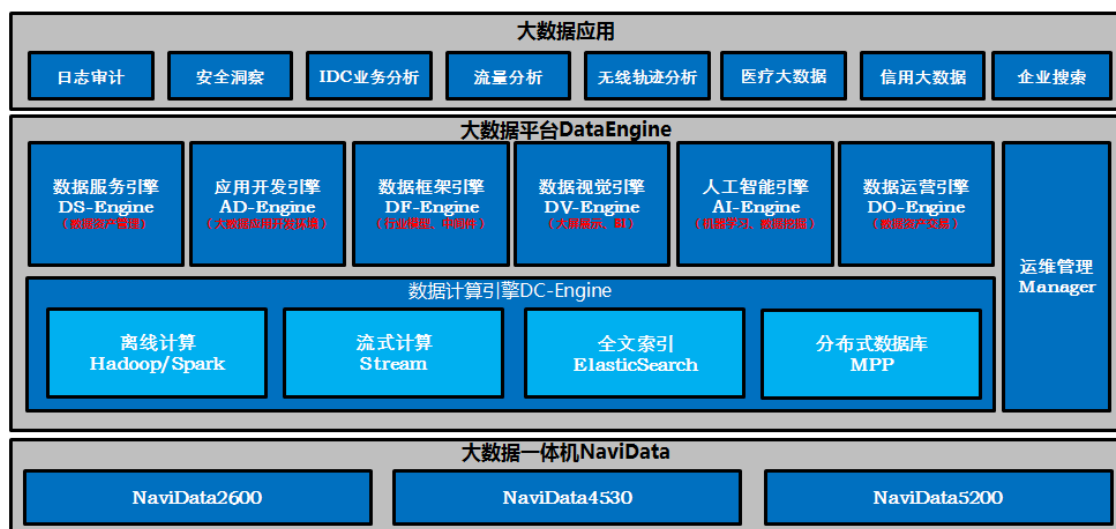 大数据应用
日志审计 安全洞察 IDC业务分析 流量分析 无线轨迹分析 医疗大数据 信用大数据 企业搜索
大数据平台DataEngine
数据服务引擎 应用开发引擎 数据框架引擎 数据视觉引擎 人工智能引擎 数据运营引擎
DS-Engine AD-Engine DF-Engine DV-Engine AI-Engine DO-Engine
(数据资产管理) (大数据应用开发环境) (行业模型、中间件) (大屏展示、BI) (机器学习、数据挖掘) (数据资产交易)
运维管理
Manager
数据计算引擎DC-Engine
离线计算 流式计算 全文索引 分布式数据库
Hadoop/Spark Stream ElasticSearch MPP
大数据一体机NaviData
NaviData2600 NaviData4530 NaviData5200